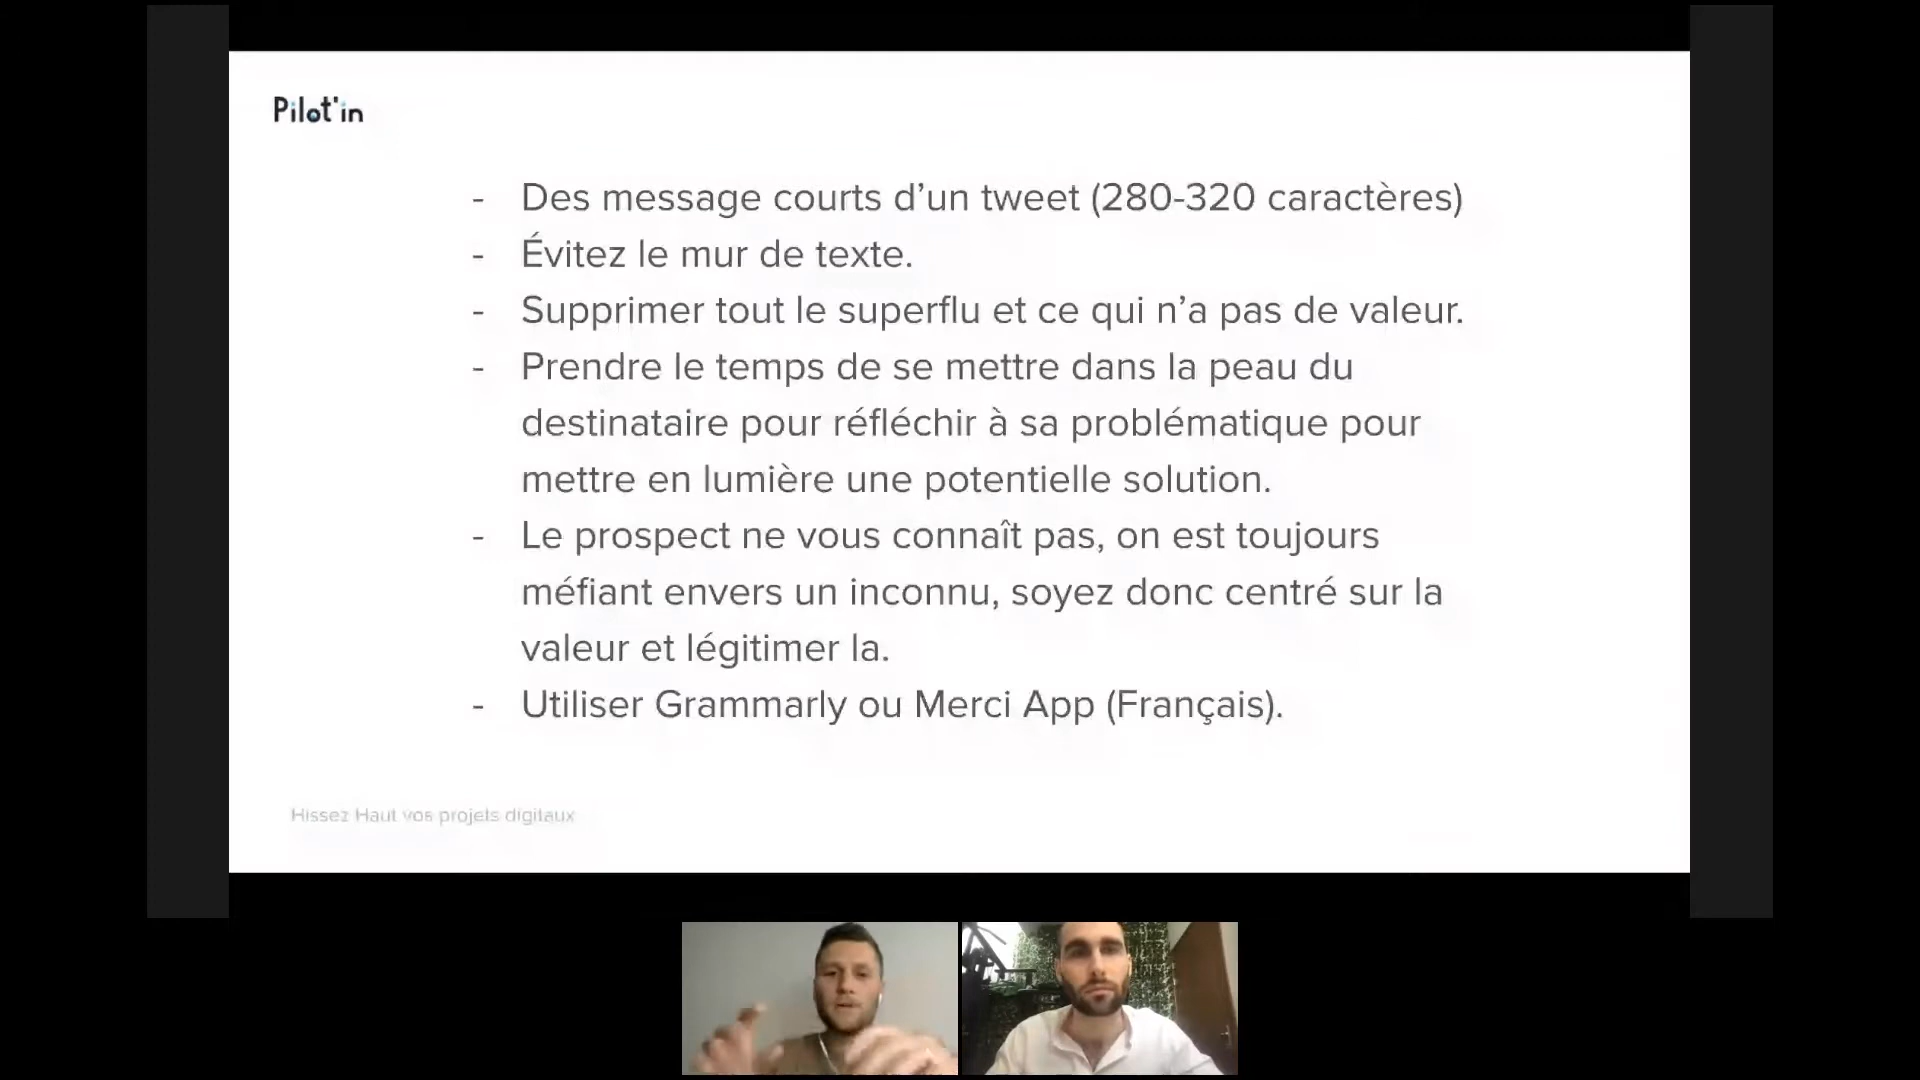 Pilot'in
- Des message courts d’un tweet (280-320 caractères)
- Évitez le mur de texte.
- Supprimer tout le superflu et ce qui n’a pas de valeur.
- Prendre le temps de se mettre dans la peau du
destinataire pour réfléchir à sa problématique pour
mettre en lumière une potentielle solution.
- Le prospect ne vous connaît pas, on est toujours
méfiant envers un inconnu, soyez donc centré sur la
valeur et légitimer la.
- Utiliser Grammarly ou Merci App (Français).
Hissez Haut vos projets digitaux